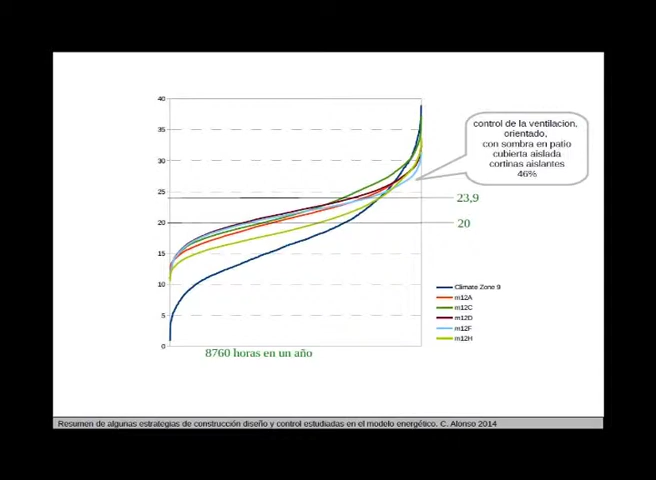 40
35
30
25
20
15
10
5
0
control de la ventilacion,
orientado,
con sombra en patio
cubierta aislada
cortinas aislantes
46%
23,9
20
Climate Zone 9
m12A
m12C
m12D
m12F
m12H
8760 horas en un año
Resumen de algunas estrategias de construcción diseño y control estudiadas en el modelo energético. C. Alonso 2014